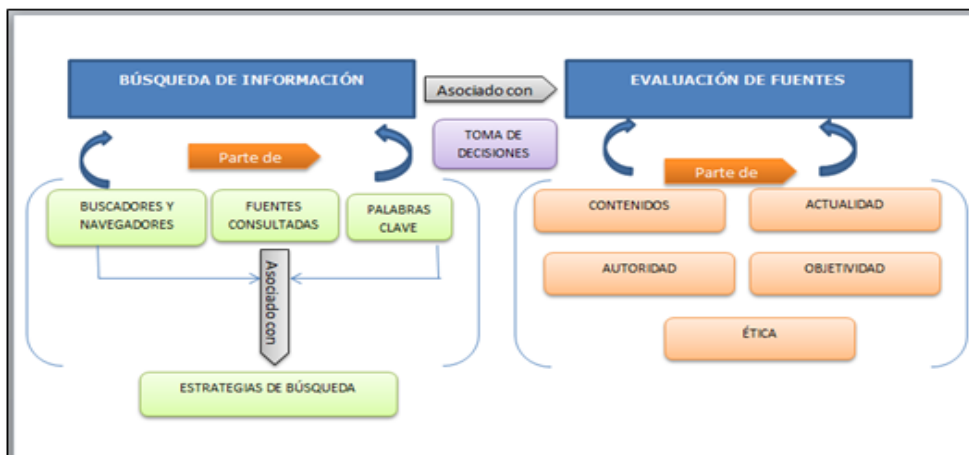 BÚSQUEDA DE INFORMACIÓN
Asociado con
EVALUACIÓN DE FUENTES
TOMA DE
DECISIONES
Parte de
BUSCADORES Y
NAVEGADORES
FUENTES
CONSULTADAS
PALABRAS
CLAVE
Asociado con
ESTRATEGIAS DE BÚSQUEDA
Parte de
CONTENIDOS
ACTUALIDAD
AUTORIDAD
OBJETIVIDAD
ÉTICA